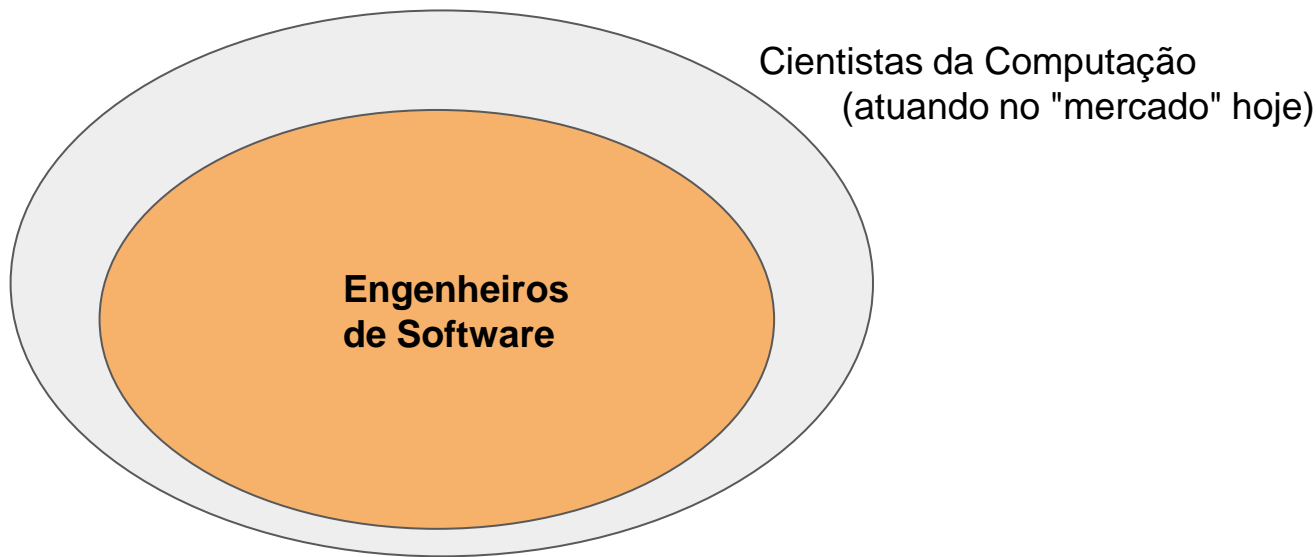 Cientistas da Computação
(atuando no "mercado" hoje)
Engenheiros
de Software